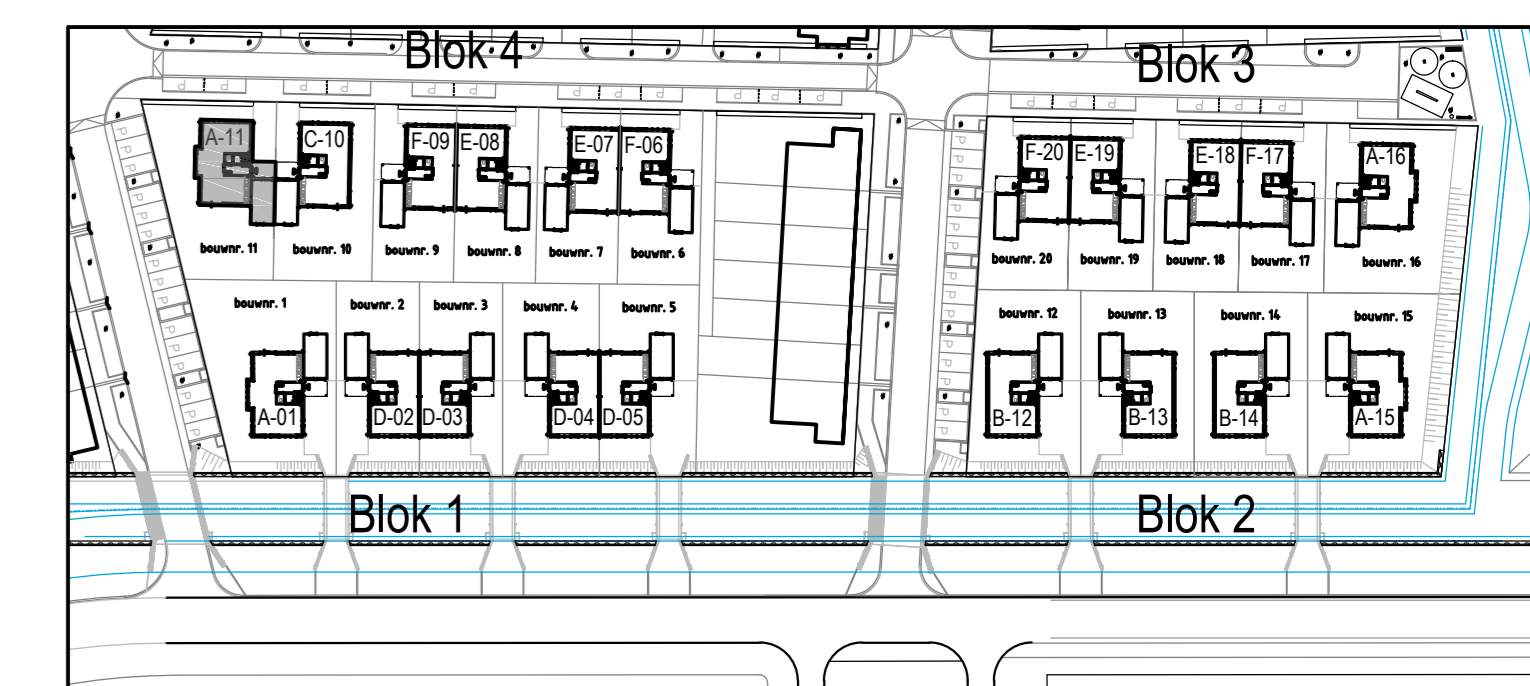 Blok 4
Blok 3
P P P P P P P P P P
P P P P P P
A-11
C-10
F-09
E-08
E-07
F-06
F-20
E-19
E-18
F-17
A-16
bouwnr. 11
bouwnr. 10
bouwnr. 9
bouwnr. 8
bouwnr. 7
bouwnr. 6
bouwnr. 20
bouwnr. 19
bouwnr. 18
bouwnr. 17
bouwnr. 16
bouwnr. 1
bouwnr. 2
bouwnr. 3
bouwnr. 4
bouwnr. 5
bouwnr. 12
bouwnr. 13
bouwnr. 14
bouwnr. 15
A-01
D-02
D-03
D-04
D-05
B-12
B-13
B-14
A-15
Blok 1
Blok 2